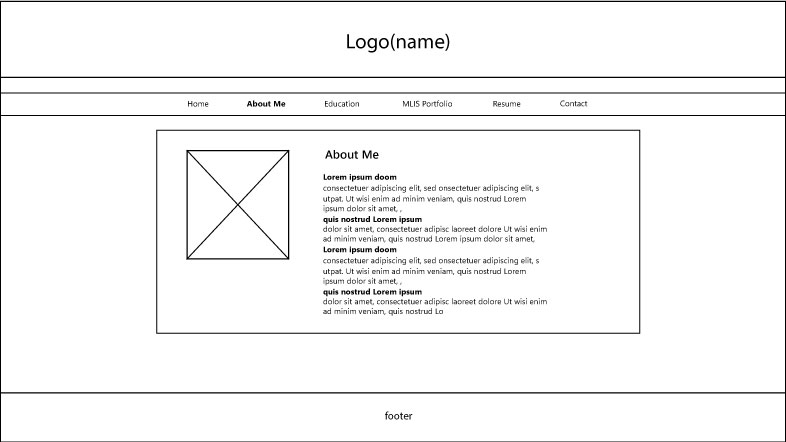 Logo(name)
Home About Me Education MLIS Portfolio Resume Contact
About Me
Lorem ipsum doom
consectetuer adipiscing elit, sed onsectetuer adipiscing elit, s
utpat. Ut wisi enim ad minim veniam, quis nostrud Lorem
ipsum dolor sit amet, ,
quis nostrud Lorem ipsum
dolor sit amet, consectetuer adipisc laoreet dolore Ut wisi enim
ad minim veniam, quis nostrud Lorem ipsum dolor sit amet,
Lorem ipsum doom
consectetuer adipiscing elit, sed onsectetuer adipiscing elit, s
utpat. Ut wisi enim ad minim veniam, quis nostrud Lorem
ipsum dolor sit amet, ,
quis nostrud Lorem ipsum
dolor sit amet, consectetuer adipisc laoreet dolore Ut wisi enim
ad minim veniam, quis nostrud Lo
footer